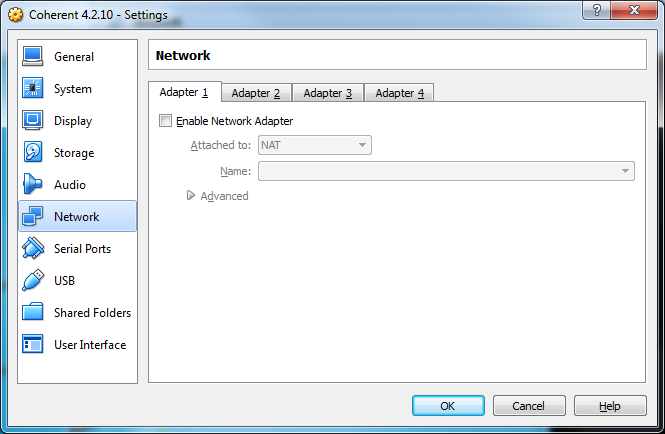 Coherent 4.2.10 - Settings
General
System
Display
Storage
Audio
Network
Serial Ports
USB
Shared Folders
User Interface
Network
Adapter 1 Adapter 2 Adapter 3 Adapter 4
Enable Network Adapter
Attached to: NAT
Name:
Advanced
OK Cancel Help